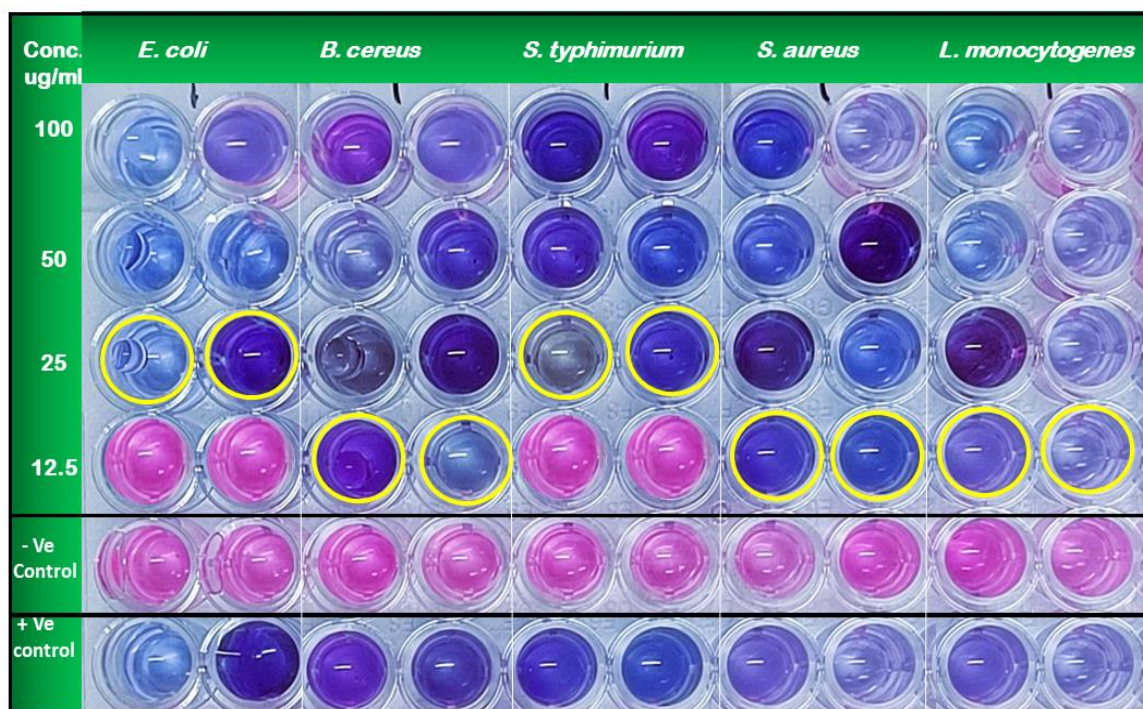 Conc. ug/ml
E. coli
B. cereus
S. typhimurium
S. aureus
L. monocytogenes
100
50
25
12.5
- Ve
Control
+ Ve
control